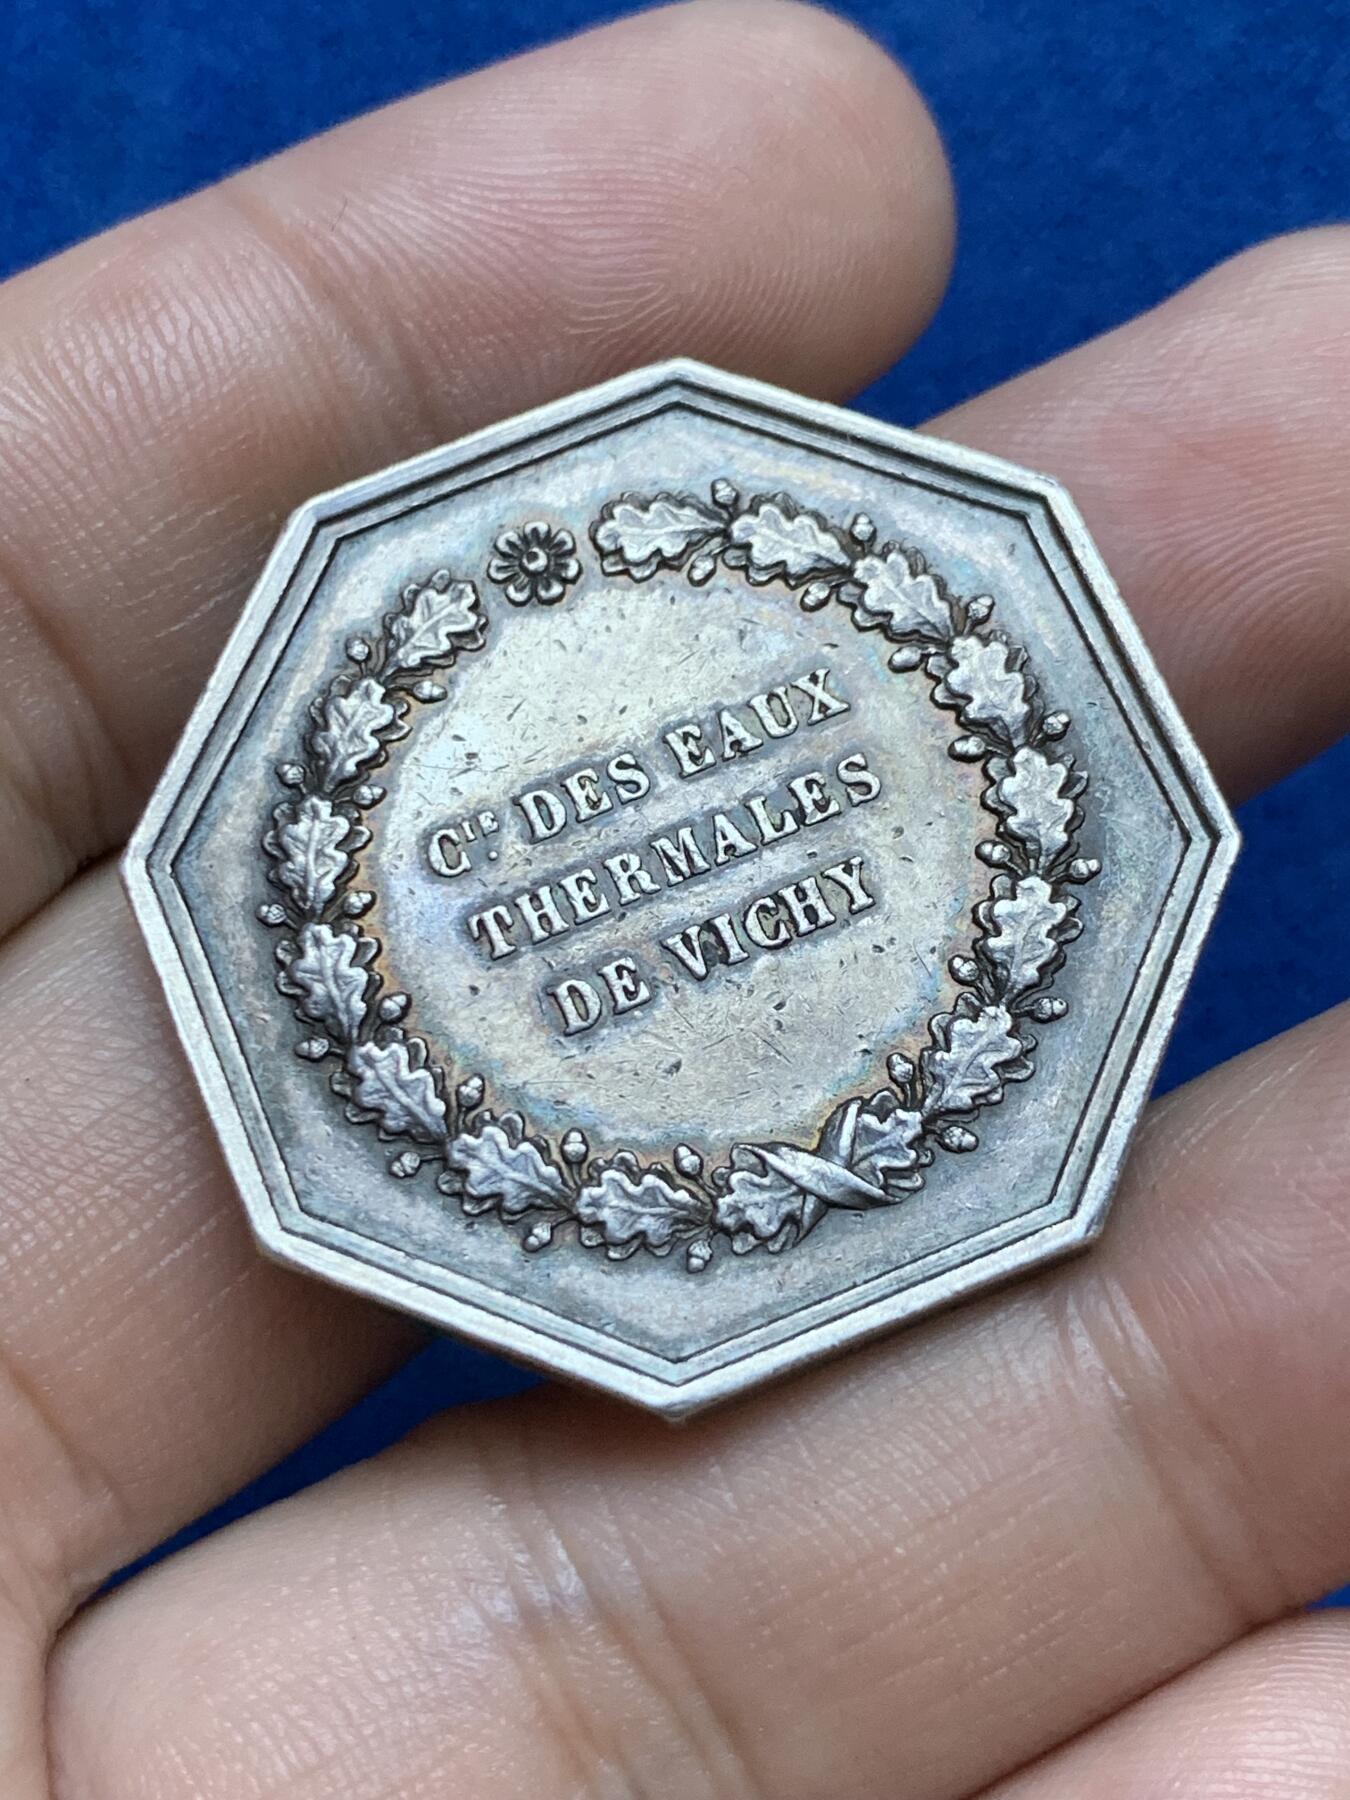 CIE. DES EAUX
THERMALES
DE VICHY